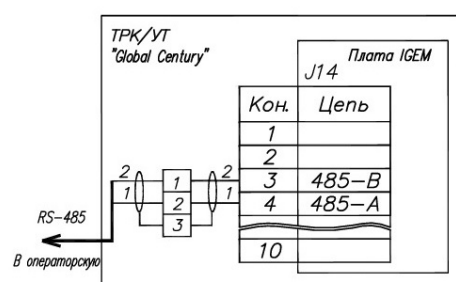 ТРК/УТ
"Global Century"
Плата IGEM
J14
Кон. Цепь
1
2
3 485-B
4 485-A
10
2 1 2
1 2 1
3
RS-485
В операторскую